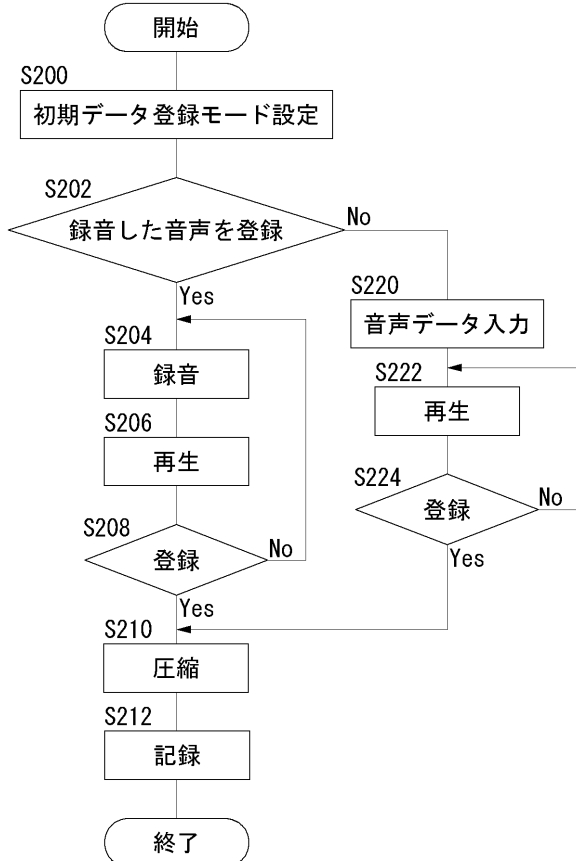 開始
S200
初期データ登録モード設定
S202
録音した音声を登録
No
Yes
S204
録音
S206
再生
S208
登録
No
Yes
S220
音声データ入力
S222
再生
S224
登録
No
Yes
S210
圧縮
S212
記録
終了